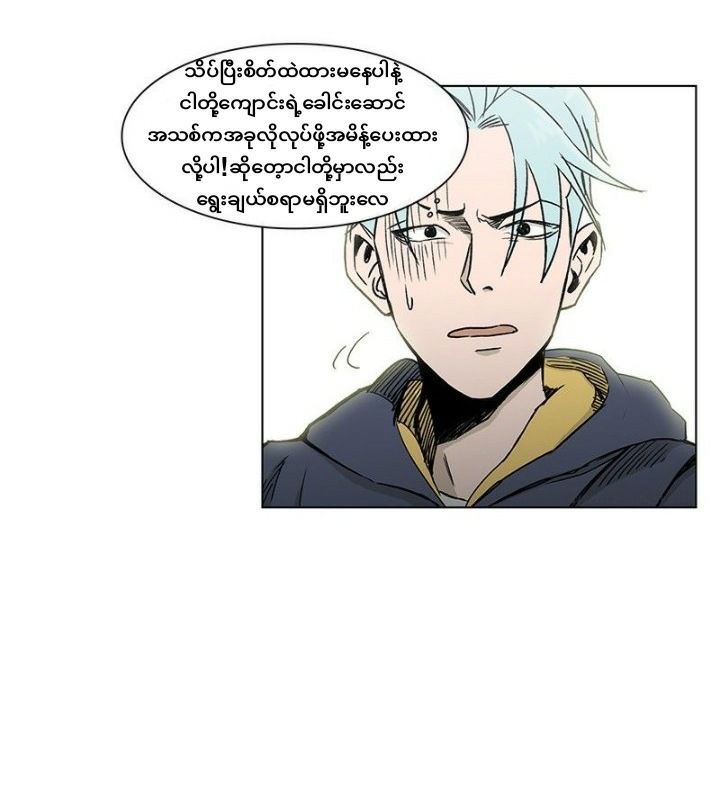 သိပ်ပြီးစိတ်ထဲထားမနေပါနဲ့
ငါတို့ကျောင်းရဲ့ခေါင်းဆောင်
အသစ်ကအခုလိုလုပ်ဖို့အမိန့်ပေးထား
လို့ပါ!ဆိုတော့ငါတို့မှာလည်း
ရွေးချယ်စရာမရှိဘူးလေ